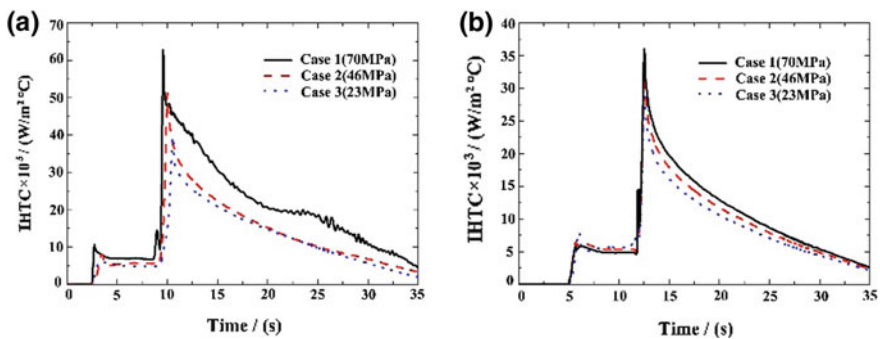 (a)
IHTC×10³ / (W/m²°C)
70
60
50
40
30
20
10
0
Case 1(70MPa)
Case 2(46MPa)
Case 3(23MPa)
0 5 10 15 20 25 30 35
Time / (s)
(b)
IHTC×10³ / (W/m²°C)
40
35
30
25
20
15
10
5
0
Case 1(70MPa)
Case 2(46MPa)
Case 3(23MPa)
0 5 10 15 20 25 30 35
Time / (s)